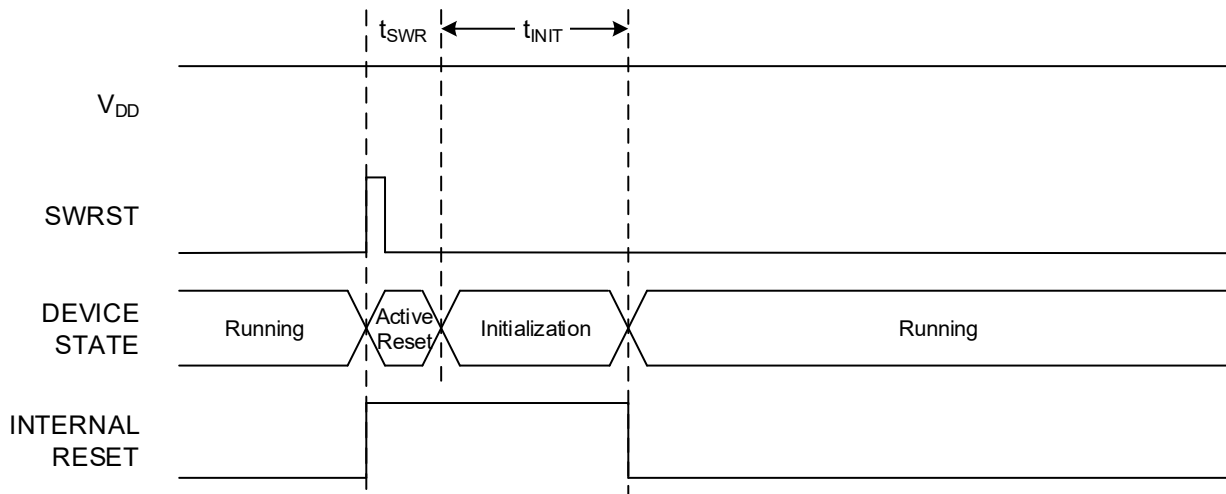 tSWR
tINIT
VDD
SWRST
DEVICE
STATE
Running
Active
Reset
Initialization
Running
INTERNAL
RESET